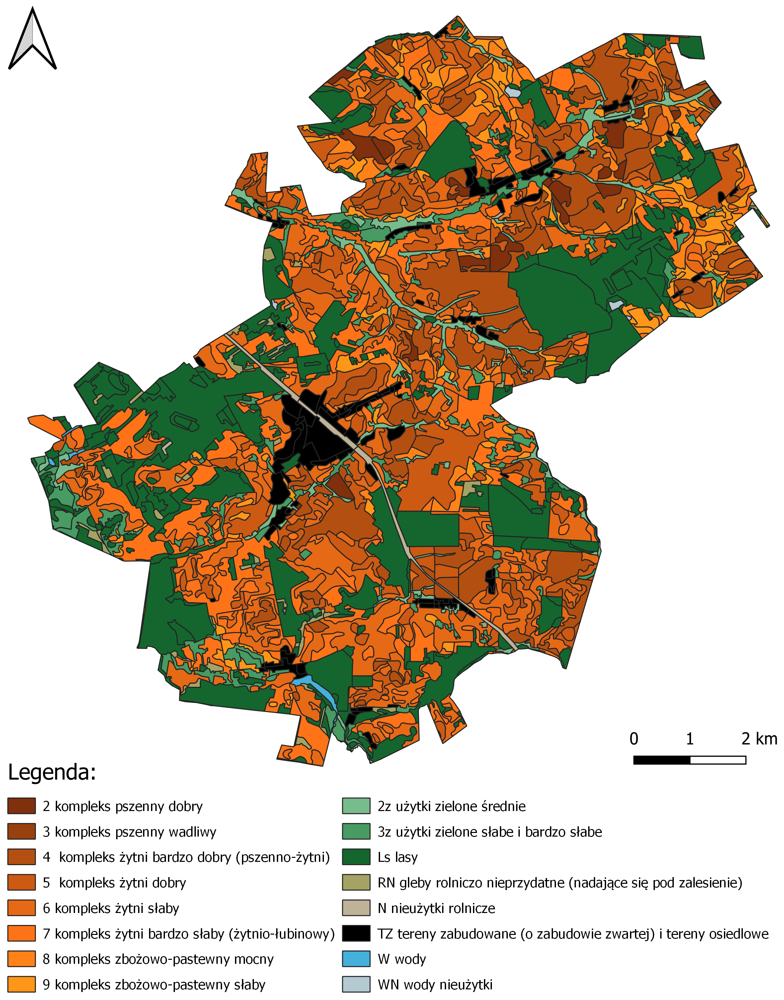 0 1 2 km
Legenda:
2 kompleks pszenny dobry
3 kompleks pszenny wadliwy
4 kompleks żytni bardzo dobry (pszenno-żytni)
5 kompleks żytni dobry
6 kompleks żytni słaby
7 kompleks żytni bardzo słaby (żytnio-łubinowy)
8 kompleks zbożowo-pastewny mocny
9 kompleks zbożowo-pastewny słaby
2z użytki zielone średnie
3z użytki zielone słabe i bardzo słabe
Ls lasy
RN gleby rolniczo nieprzydatne (nadające się pod zalesienie)
N nieużytki rolnicze
TZ tereny zabudowane (o zabudowie zwartej) i tereny osiedlowe
W wody
WN wody nieużytki